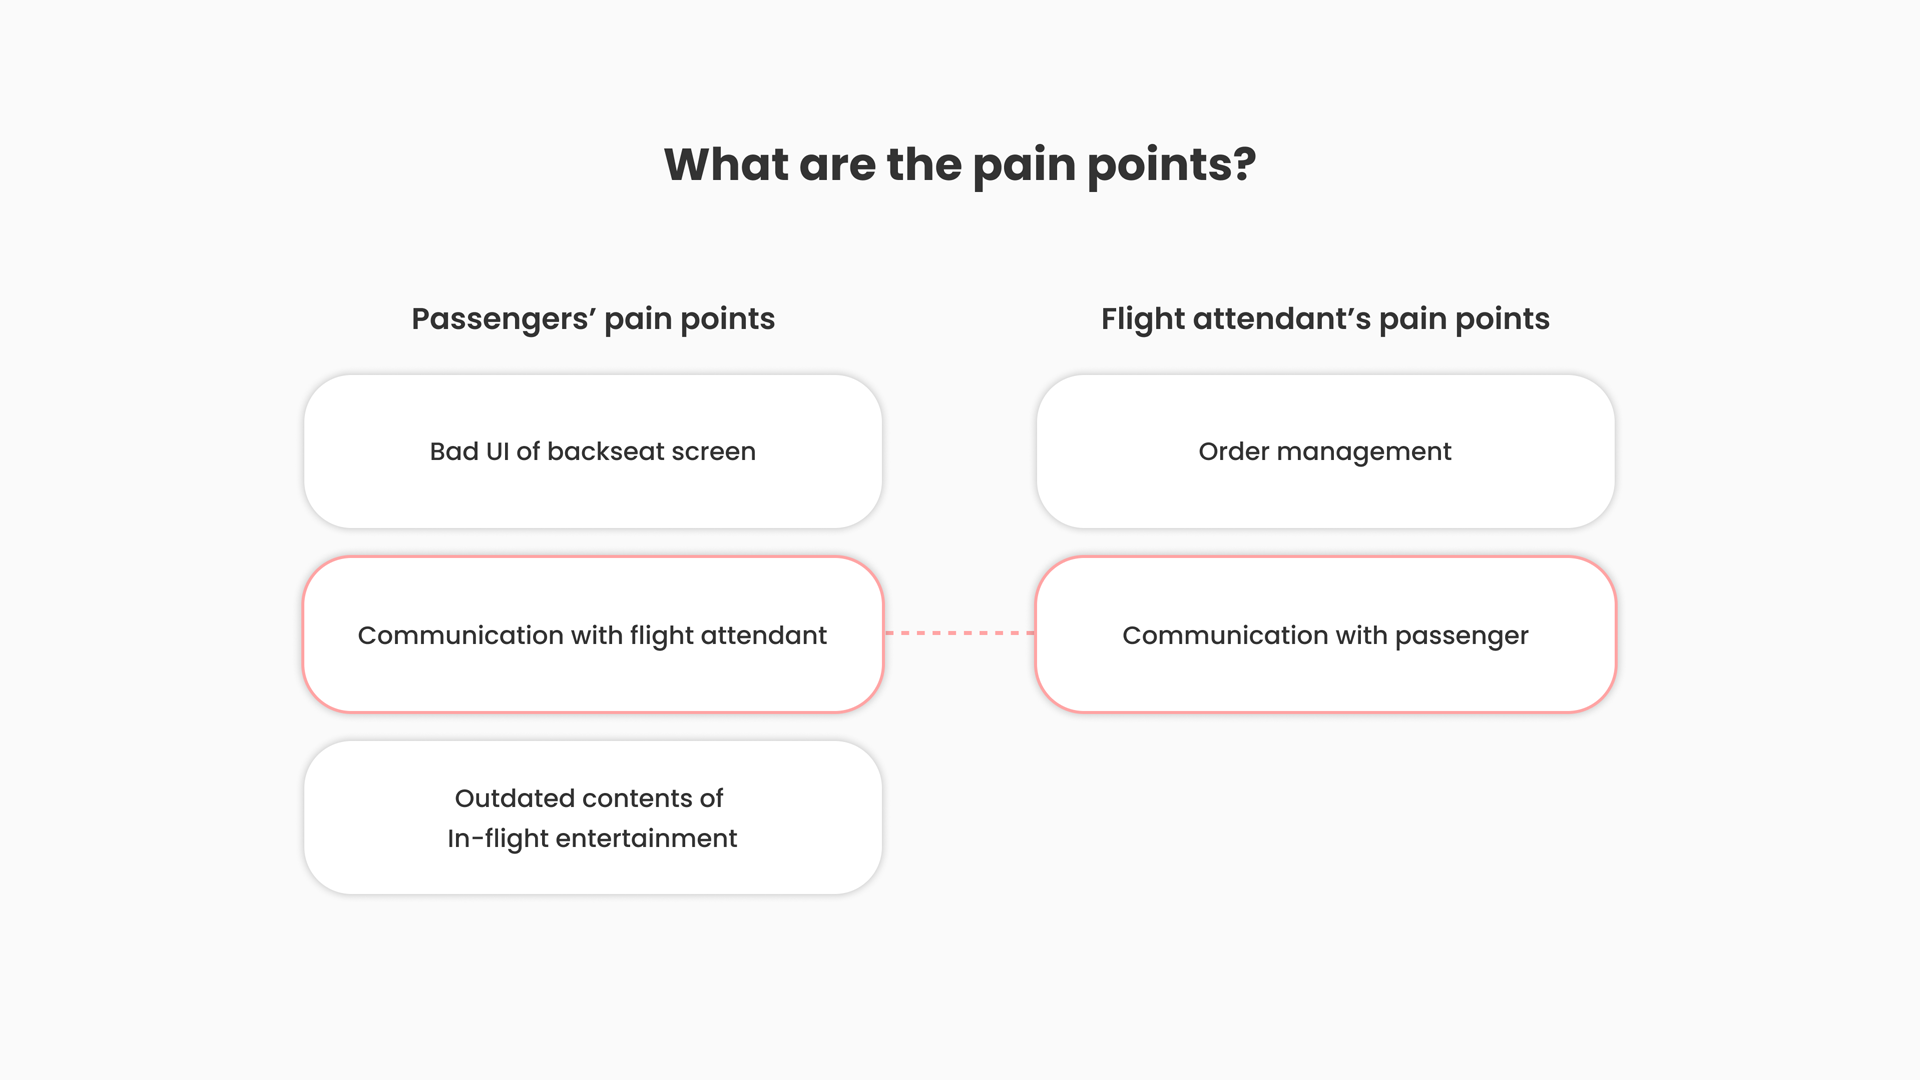 What are the pain points?
Passengers’ pain points
Bad UI of backseat screen
Communication with flight attendant
Outdated contents of
In-flight entertainment
Flight attendant’s pain points
Order management
Communication with passenger